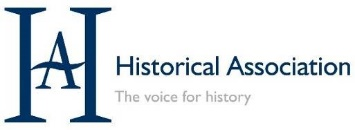 HA
Historical Association
The voice for history